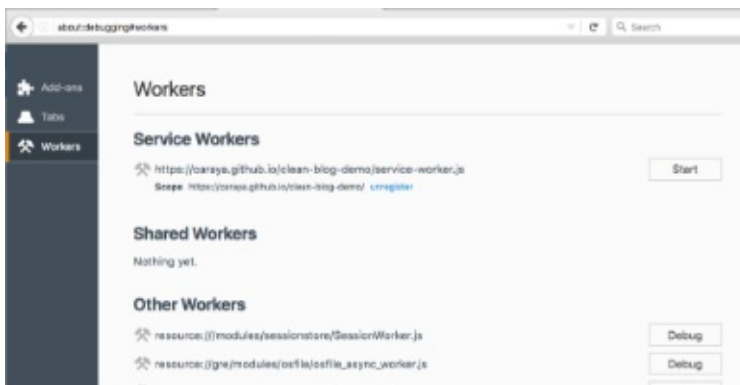 about:debugging#workers
Search
Add-ons
Tabs
Workers
Workers
Service Workers
https://caraya.github.io/clean-blog-demo/service-worker.js
Start
Scope https://caraya.github.io/clean-blog-demo/ unregister
Shared Workers
Nothing yet.
Other Workers
resource:///modules/sessionstore/SessionWorker.js
Debug
resource://gre/modules/osfile/osfile_async_worker.js
Debug